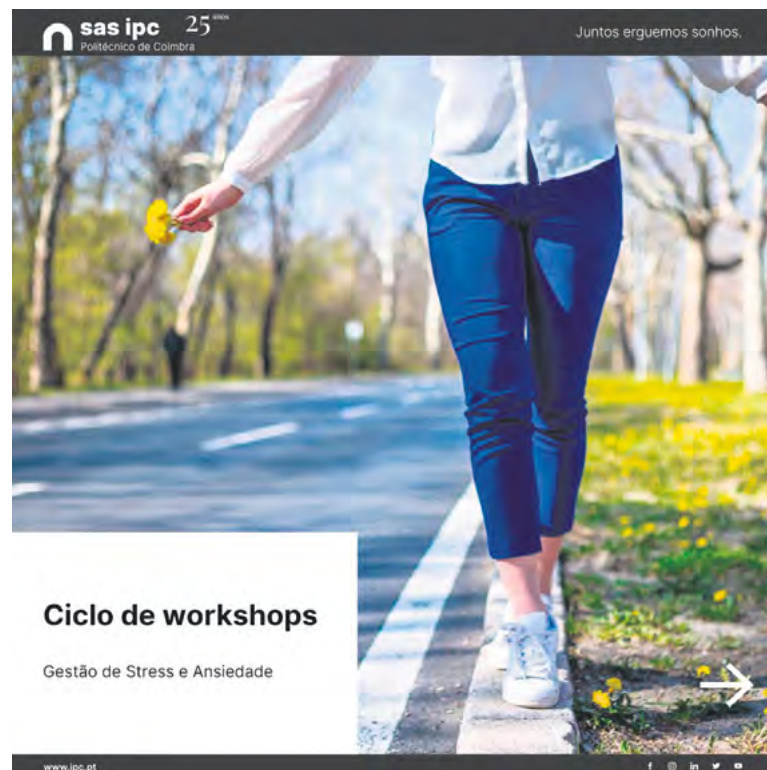 sas ipc
Politécnico de Coimbra
25 anos
Juntos erguemos sonhos.
Ciclo de workshops
Gestão de Stress e Ansiedade
www.ipc.pt